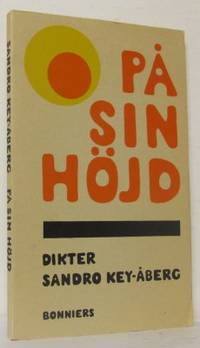 SANDRO KEY-ÅBERG PÅ SIN HÖJD
PÅ
SIN
HÖJD
DIKTER
SANDRO KEY-ÅBERG
BONNIERS